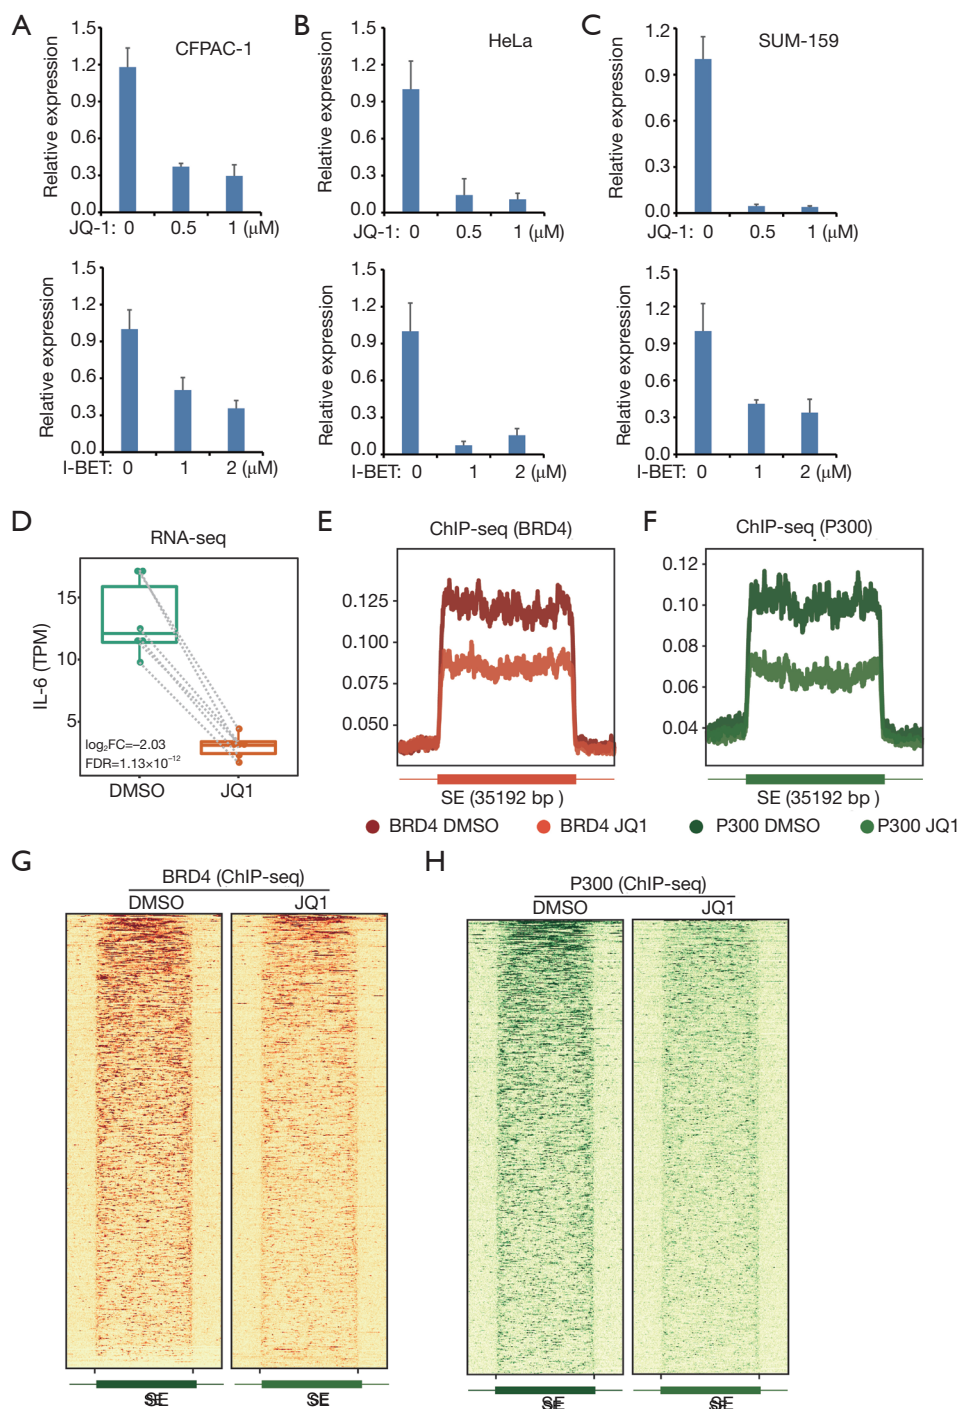 A
CFPAC-1
Relative expression
1.5
1.2
0.9
0.6
0.3
0.0
JQ-1: 0 0.5 1 (μM)
Relative expression
1.5
1.2
0.9
0.6
0.3
0.0
I-BET: 0 1 2 (μM)
B
HeLa
Relative expression
1.5
1.2
0.9
0.6
0.3
0.0
JQ-1: 0 0.5 1 (μM)
Relative expression
1.5
1.2
0.9
0.6
0.3
0.0
I-BET: 0 1 2 (μM)
C
SUM-159
Relative expression
1.2
0.9
0.6
0.3
0.0
JQ-1: 0 0.5 1 (μM)
Relative expression
1.5
1.2
0.9
0.6
0.3
0.0
I-BET: 0 1 2 (μM)
D
RNA-seq
IL-6 (TPM)
15
10
5
log₂FC=−2.03
FDR=1.13×10⁻¹²
DMSO JQ1
E
ChIP-seq (BRD4)
0.125
0.100
0.075
0.050
SE (35192 bp )
BRD4 DMSO BRD4 JQ1
F
ChIP-seq (P300)
0.12
0.10
0.08
0.06
0.04
SE (35192 bp )
P300 DMSO P300 JQ1
G
BRD4 (ChIP-seq)
DMSO JQ1
SE SE
H
P300 (ChIP-seq)
DMSO JQ1
SE SE